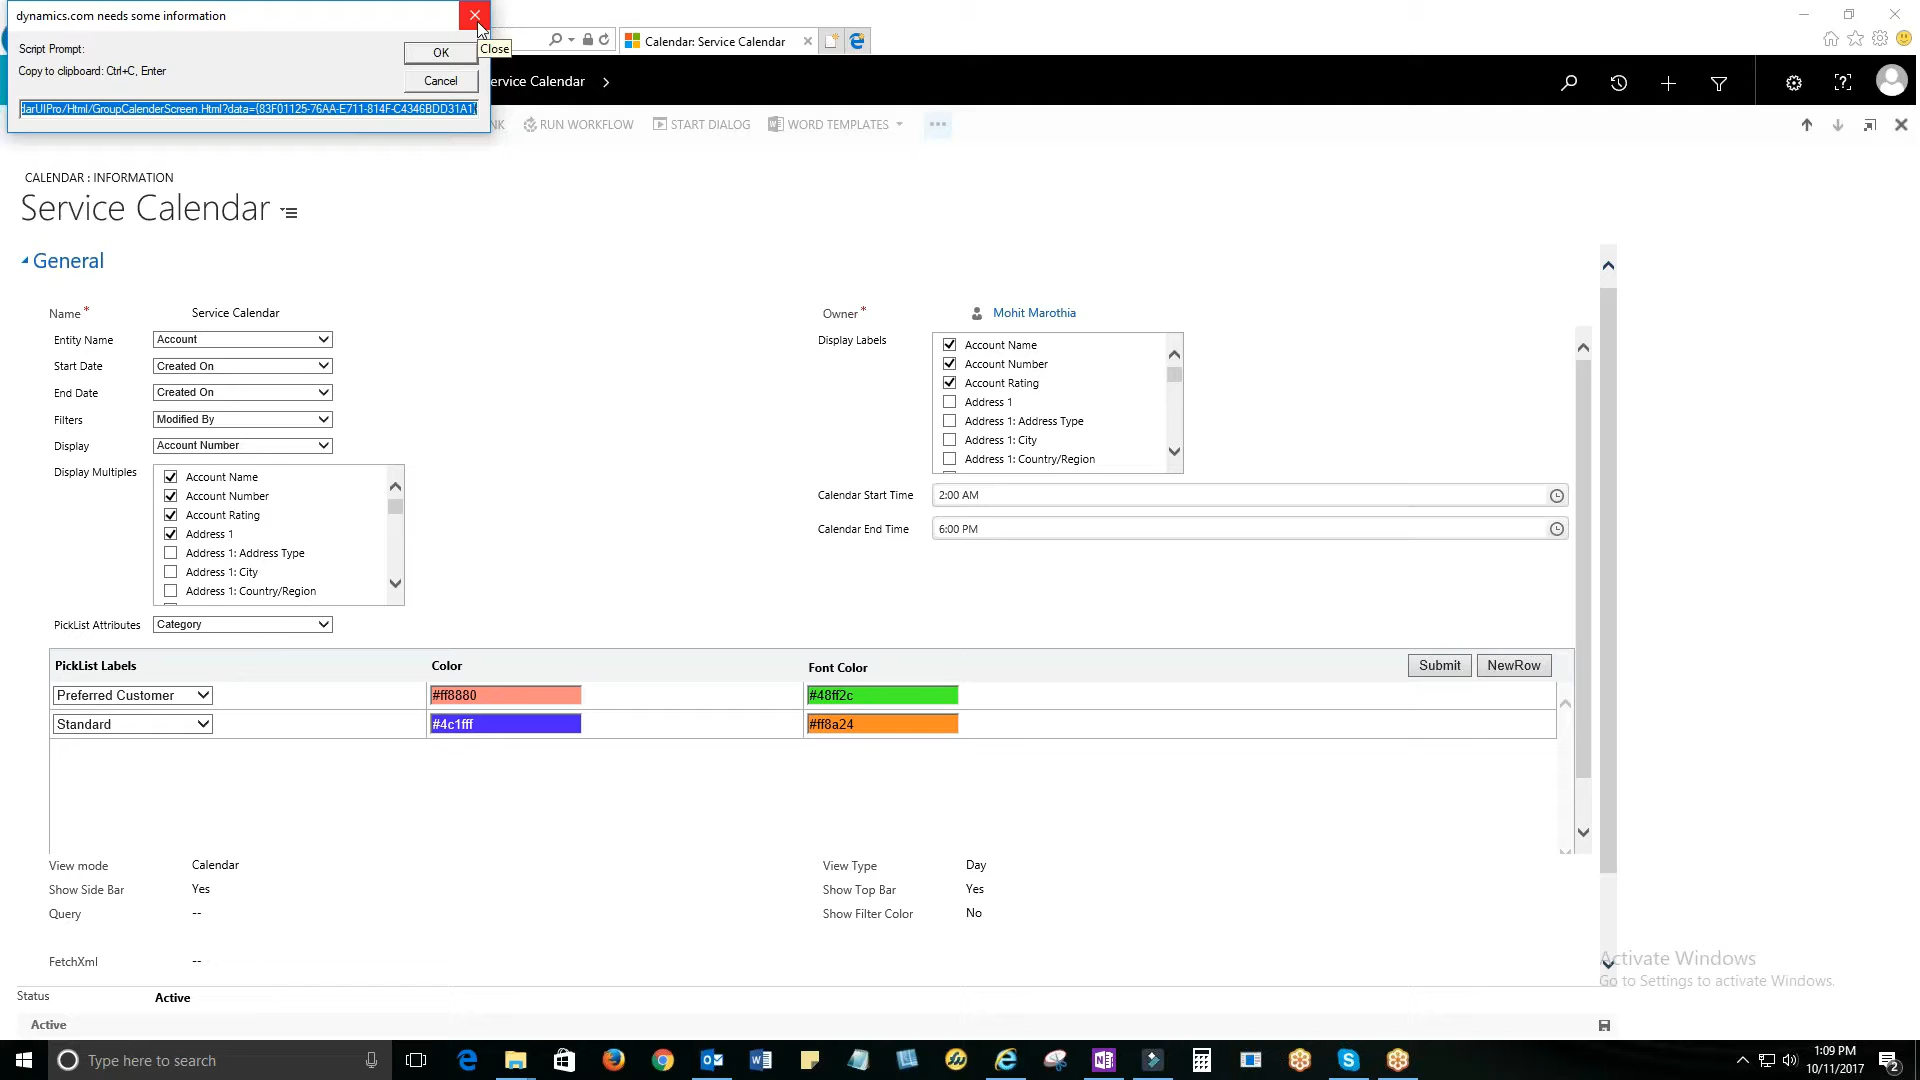 dynamics.com needs some information
Script Prompt:
OK
Close
Copy to clipboard: Ctrl+C, Enter
Cancel
darUIPro/Html/GroupCalenderScreen.Html?data={83F01125-76AA-E711-814F-C4346BDD31A1}
Calendar: Service Calendar
ervice Calendar
NK
RUN WORKFLOW
START DIALOG
WORD TEMPLATES
CALENDAR : INFORMATION
Service Calendar
General
Name*
Service Calendar
Owner*
Mohit Marothia
Entity Name
Account
Display Labels
Account Name
Account Number
Account Rating
Address 1
Address 1: Address Type
Address 1: City
Address 1: Country/Region
Start Date
Created On
End Date
Created On
Filters
Modified By
Display
Account Number
Display Multiples
Account Name
Account Number
Account Rating
Address 1
Address 1: Address Type
Address 1: City
Address 1: Country/Region
Calendar Start Time
2:00 AM
Calendar End Time
6:00 PM
PickList Attributes
Category
PickList Labels
Color
Font Color
Submit
NewRow
Preferred Customer
#ff8880
#48ff2c
Standard
#4c1fff
#ff8a24
View mode
Calendar
View Type
Day
Show Side Bar
Yes
Show Top Bar
Yes
Query
--
Show Filter Color
No
FetchXml
--
Activate Windows
Go to Settings to activate Windows.
Status
Active
Active
Type here to search
1:09 PM
10/11/2017
2